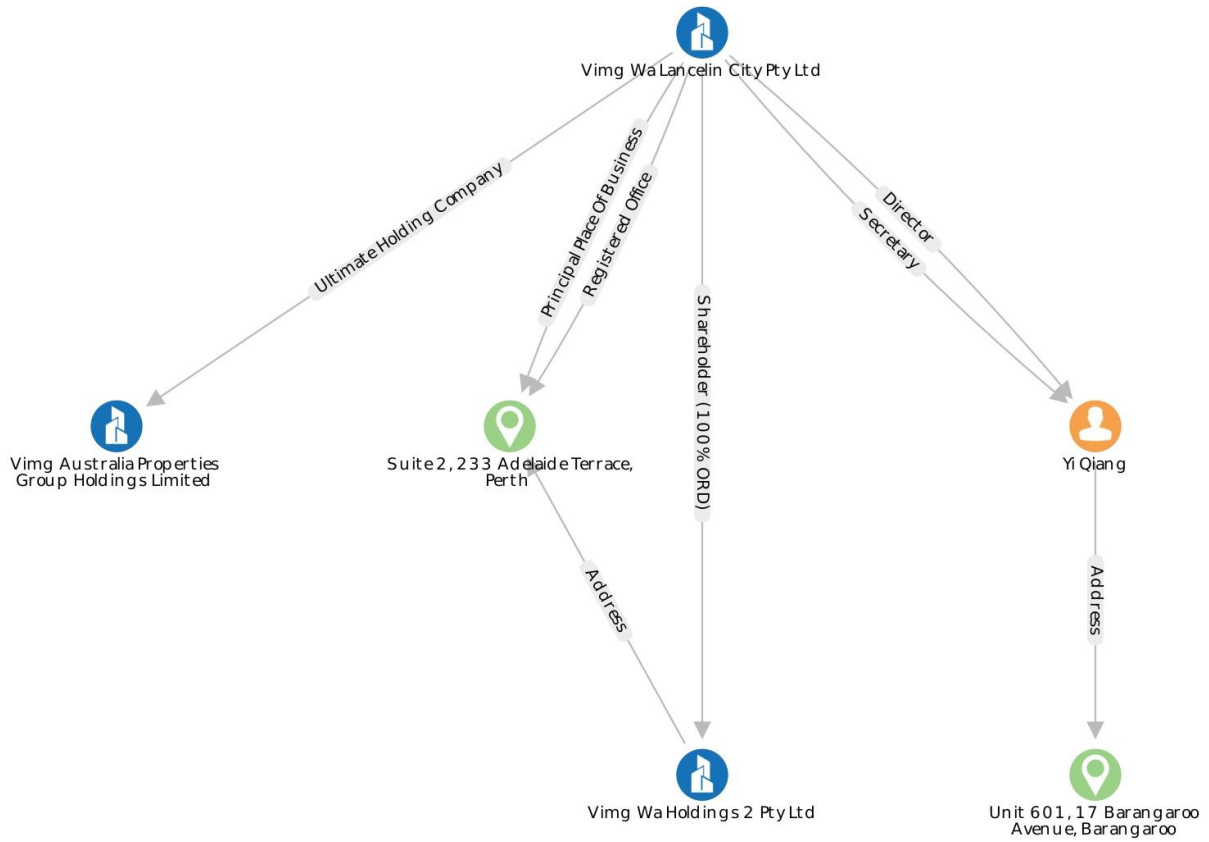 Vimg Wa Lancelin City Pty Ltd
Ultimate Holding Company
Principal Place Of Business
Registered Office
Shareholder (100% ORD)
Secretary
Director
Vimg Australia Properties
Group Holdings Limited
Suite 2, 233 Adelaide Terrace,
Perth
Yi Qiang
Address
Address
Vimg Wa Holdings 2 Pty Ltd
Unit 601, 17 Barangaroo
Avenue, Barangaroo